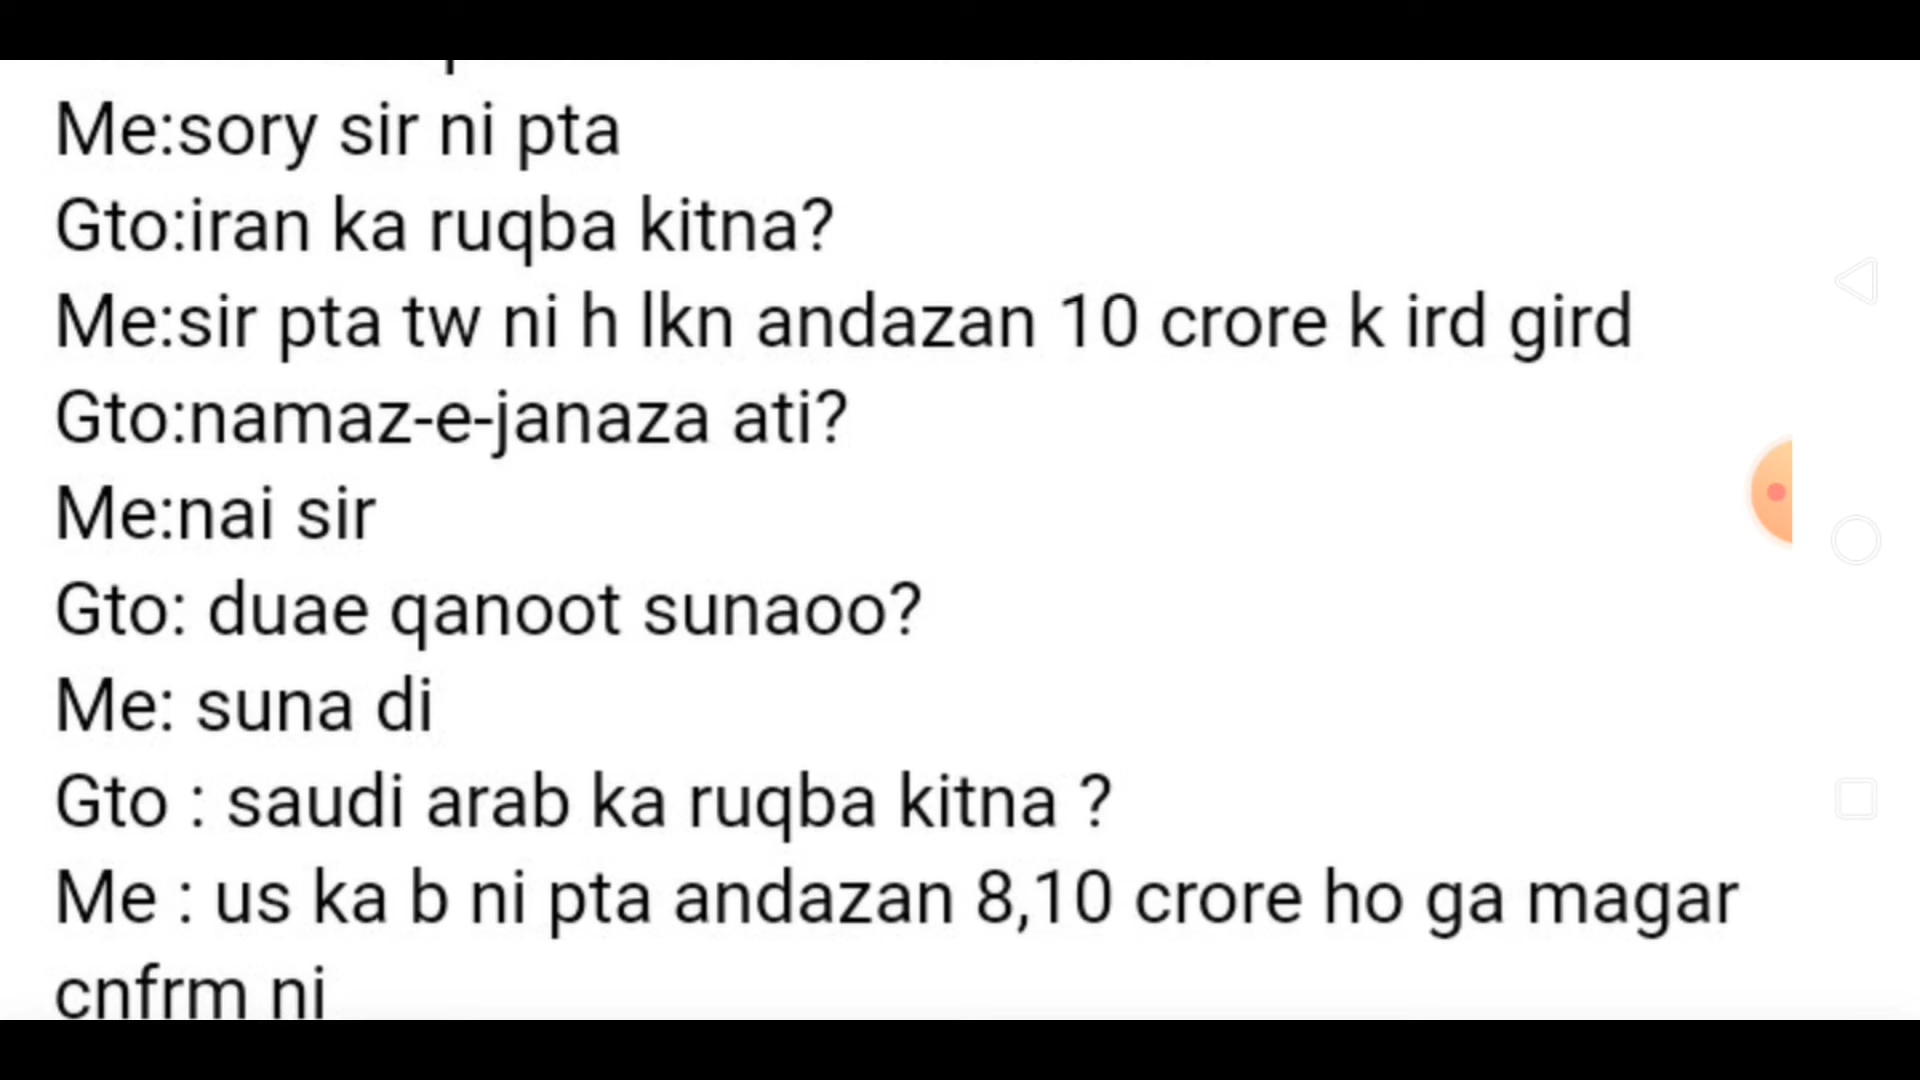 Me:sory sir ni pta
Gto:iran ka ruqba kitna?
Me:sir pta tw ni h lkn andazan 10 crore k ird gird
Gto:namaz-e-janaza ati?
Me:nai sir
Gto: duae qanoot sunaoo?
Me: suna di
Gto : saudi arab ka ruqba kitna ?
Me : us ka b ni pta andazan 8,10 crore ho ga magar
cnfrm ni